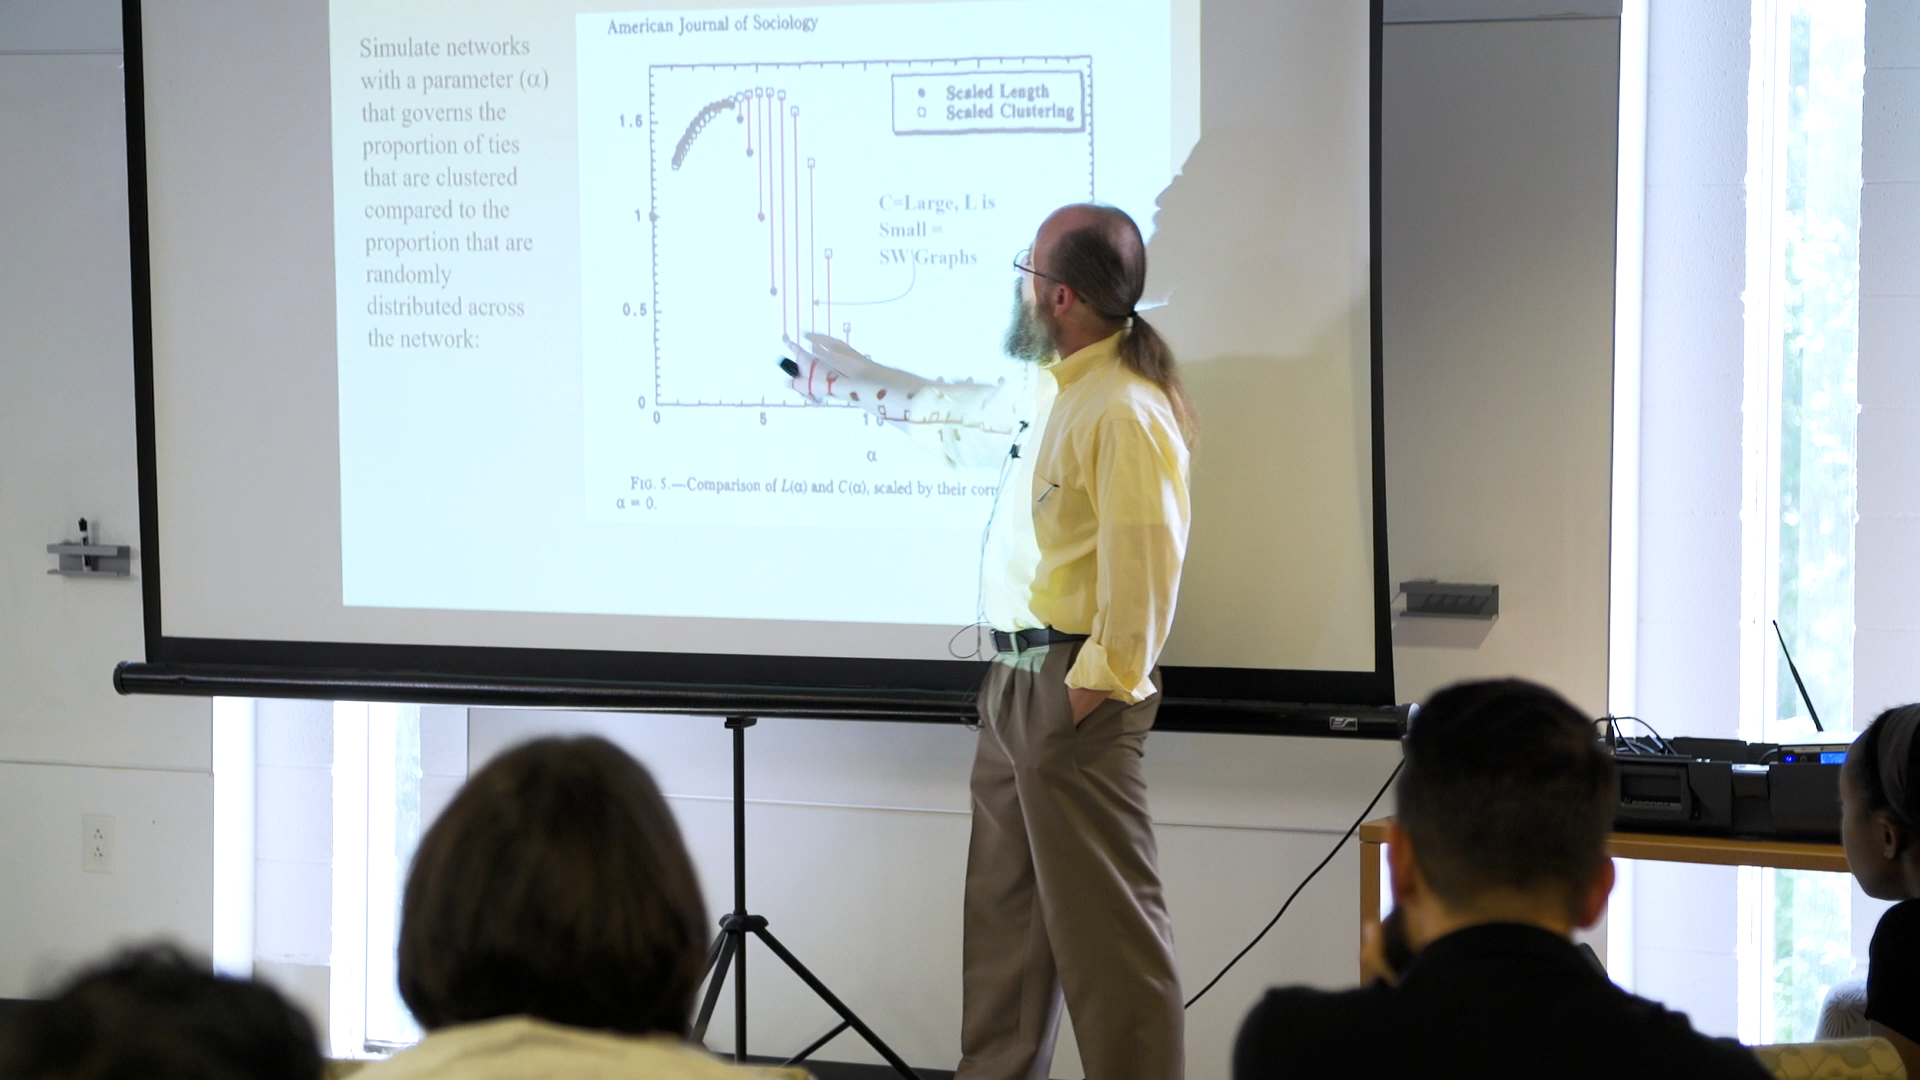 Simulate networks
with a parameter (α)
that governs the
proportion of ties
that are clustered
compared to the
proportion that are
randomly
distributed across
the network:
American Journal of Sociology
Scaled Length
Scaled Clustering
1.5
1
0.5
0
0 5 1 0
C=Large, L is
Small =
SW Graphs
α
FIG. 5.—Comparison of L(α) and C(α), scaled by their
α = 0.